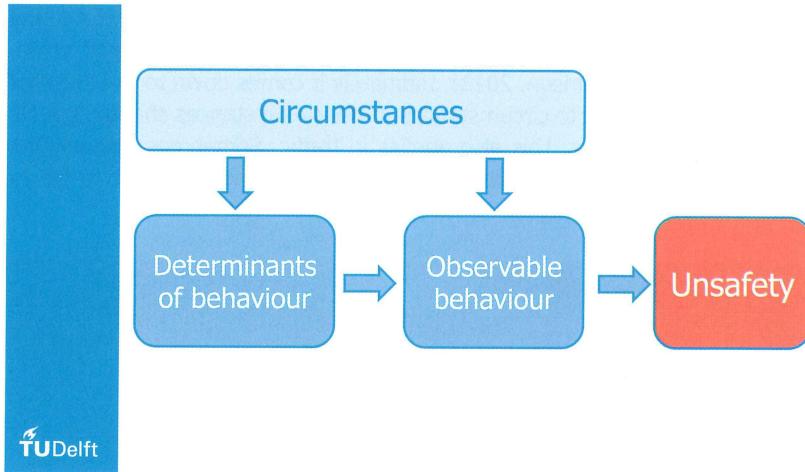 Circumstances
Determinants
of behaviour
Observable
behaviour
Unsafety
TUDelft